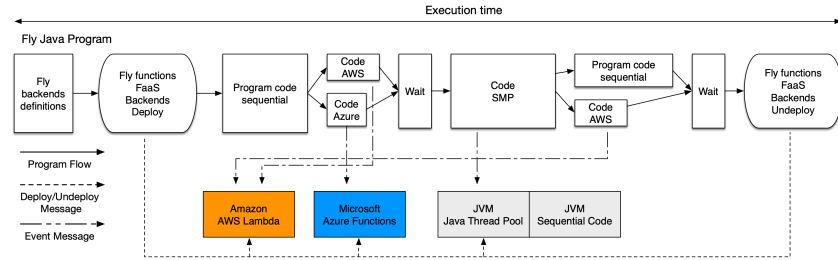 Execution time
Fly Java Program
Fly
backends
definitions
Fly functions
FaaS
Backends
Deploy
Program code
sequential
Code
AWS
Code
Azure
Wait
Code
SMP
Program code
sequential
Code
AWS
Wait
Fly functions
FaaS
Backends
Undeploy
Program Flow
Deploy/Undeploy
Message
Event Message
Amazon
AWS Lambda
Microsoft
Azure Functions
JVM
Java Thread Pool
JVM
Sequential Code